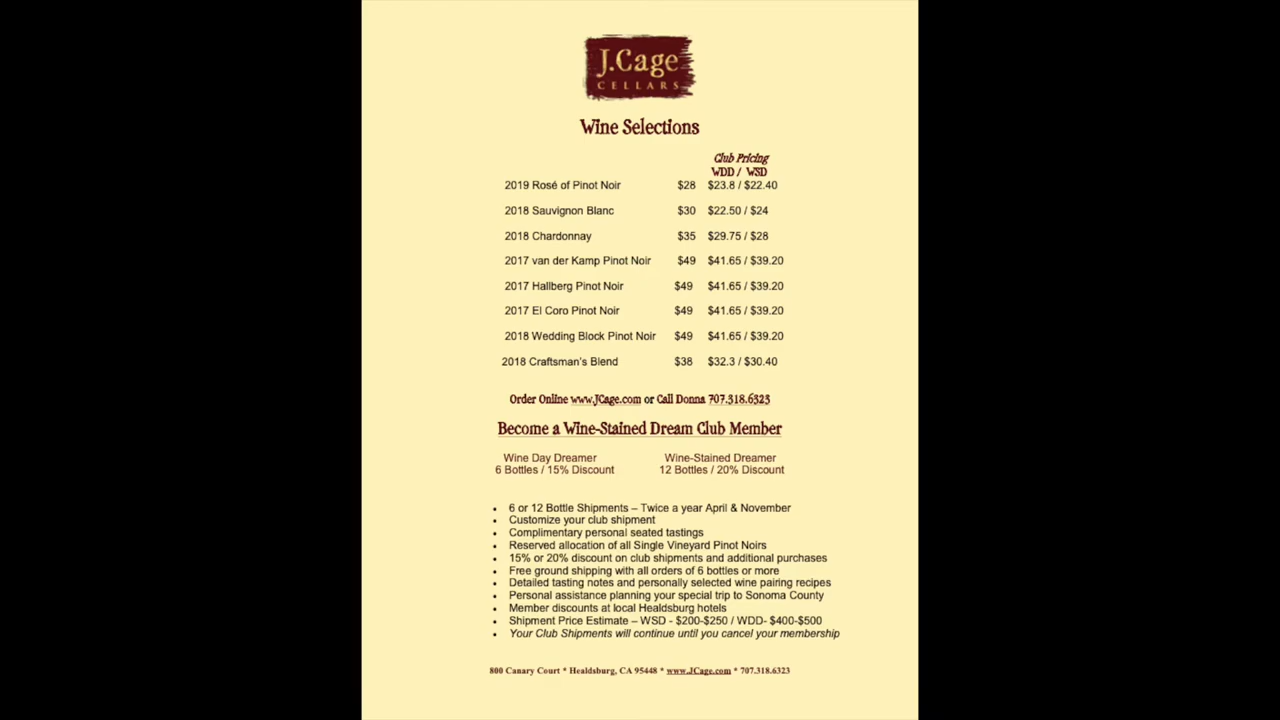 J.Cage
CELLARS
Wine Selections
Club Pricing
WDD / WSD
2019 Rosé of Pinot Noir $28 $23.8 / $22.40
2018 Sauvignon Blanc $30 $22.50 / $24
2018 Chardonnay $35 $29.75 / $28
2017 van der Kamp Pinot Noir $49 $41.65 / $39.20
2017 Hallberg Pinot Noir $49 $41.65 / $39.20
2017 El Coro Pinot Noir $49 $41.65 / $39.20
2018 Wedding Block Pinot Noir $49 $41.65 / $39.20
2018 Craftsman's Blend $38 $32.3 / $30.40
Order Online www.JCage.com or Call Donna 707.318.6323
Become a Wine-Stained Dream Club Member
Wine Day Dreamer Wine-Stained Dreamer
6 Bottles / 15% Discount 12 Bottles / 20% Discount
• 6 or 12 Bottle Shipments – Twice a year April & November
• Customize your club shipment
• Complimentary personal seated tastings
• Reserved allocation of all Single Vineyard Pinot Noirs
• 15% or 20% discount on club shipments and additional purchases
• Free ground shipping with all orders of 6 bottles or more
• Detailed tasting notes and personally selected wine pairing recipes
• Personal assistance planning your special trip to Sonoma County
• Member discounts at local Healdsburg hotels
• Shipment Price Estimate – WSD - $200-$250 / WDD- $400-$500
• Your Club Shipments will continue until you cancel your membership
800 Canary Court * Healdsburg, CA 95448 * www.JCage.com * 707.318.6323